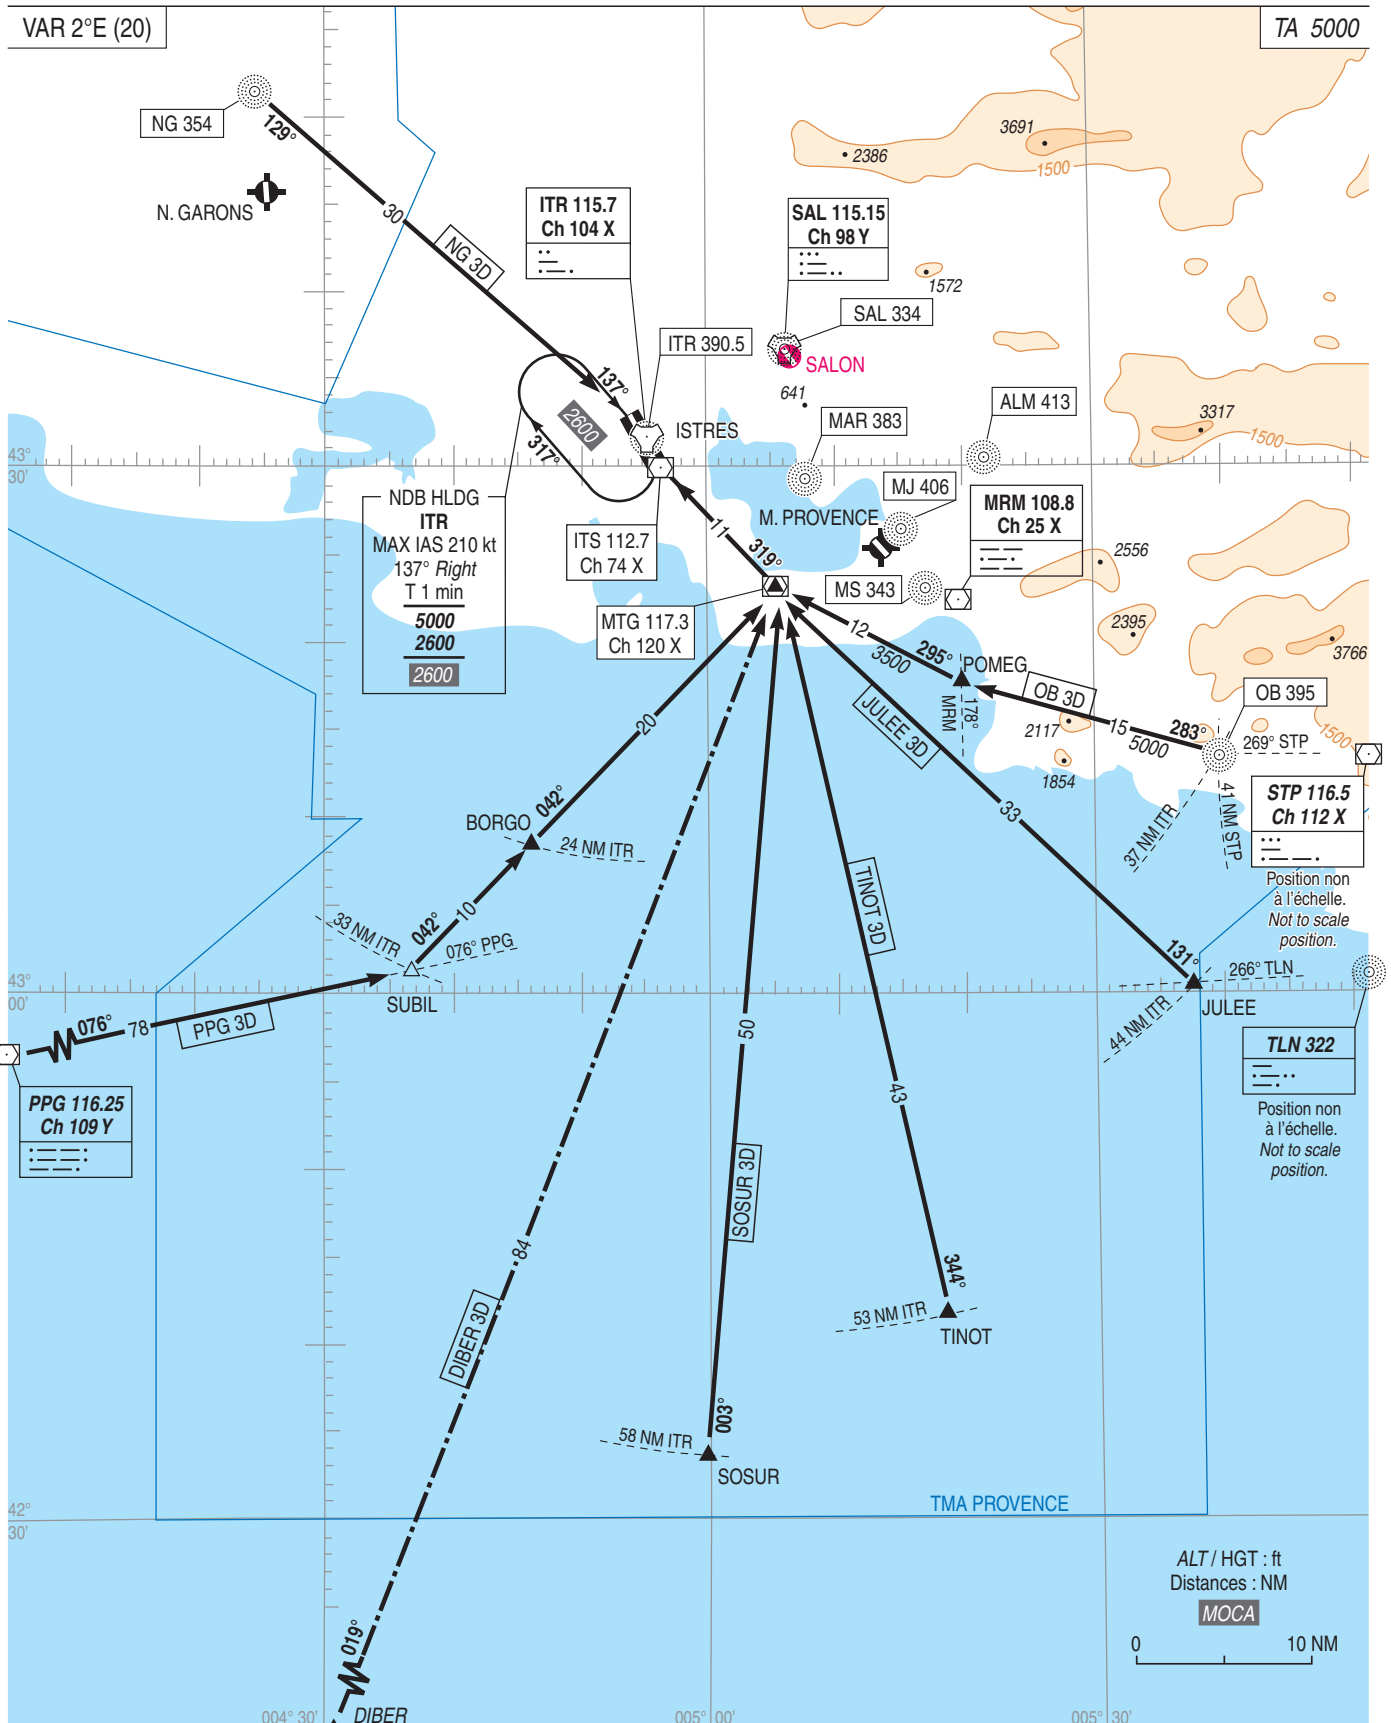 VAR 2°E (20)
TA 5000
NG 354
129°
N. GARONS
30
NG 3D
ITR 115.7
Ch 104 X
SAL 115.15
Ch 98 Y
SAL 334
ITR 390.5
SALON
2386
3691
1500
1572
641
137°
2600
317°
ISTRES
MAR 383
ALM 413
3317
1500
43°
30'
NDB HLDG
ITR
MAX IAS 210 kt
137° Right
T 1 min
5000
2600
2600
ITS 112.7
Ch 74 X
11
319°
M. PROVENCE
MJ 406
MRM 108.8
Ch 25 X
MS 343
2556
2395
3766
MTG 117.3
Ch 120 X
12
3500
295°
POMEG
178°
MRM
OB 3D
15
5000
283°
OB 395
269° STP
1500
2117
1854
37 NM ITR
41 NM STP
STP 116.5
Ch 112 X
Position non
à l'échelle.
Not to scale
position.
JULEE 3D
33
20
042°
BORGO
24 NM ITR
10
042°
33 NM ITR
076° PPG
SUBIL
TINOT 3D
131°
266° TLN
JULEE
44 NM ITR
43°
00'
076°
78
PPG 3D
PPG 116.25
Ch 109 Y
TLN 322
Position non
à l'échelle.
Not to scale
position.
50
43
SOSUR 3D
84
DIBER 3D
344°
53 NM ITR
TINOT
003°
58 NM ITR
SOSUR
TMA PROVENCE
42°
30'
ALT / HGT : ft
Distances : NM
MOCA
0
10 NM
019°
DIBER
004° 30'
005° 00'
005° 30'